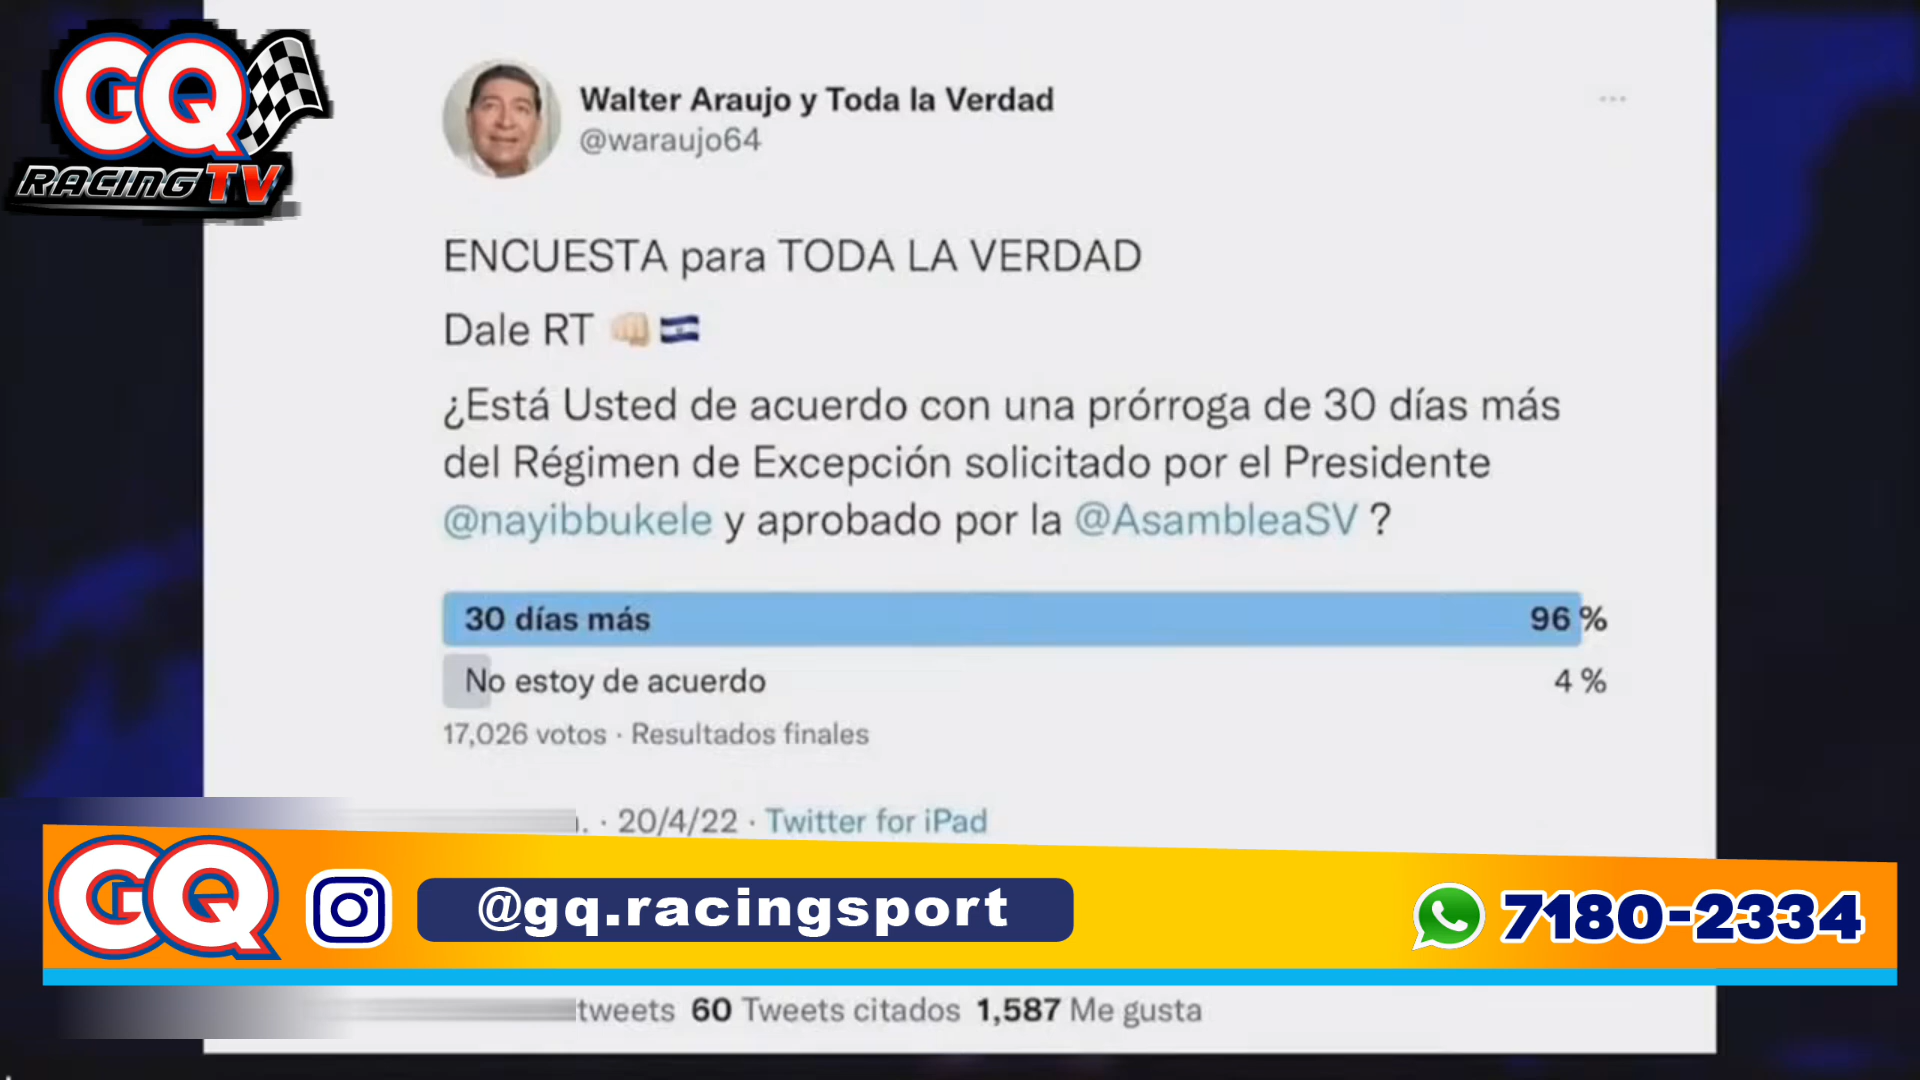 GQ
RACING TV
Walter Araujo y Toda la Verdad
@waraujo64
ENCUESTA para TODA LA VERDAD
Dale RT 👊🏻🇸🇻
¿Está Usted de acuerdo con una prórroga de 30 días más
del Régimen de Excepción solicitado por el Presidente
@nayibbukele y aprobado por la @AsambleaSV ?
30 días más 96 %
No estoy de acuerdo 4 %
17,026 votos · Resultados finales
. · 20/4/22 · Twitter for iPad
GQ @gq.racingsport 7180-2334
tweets 60 Tweets citados 1,587 Me gusta